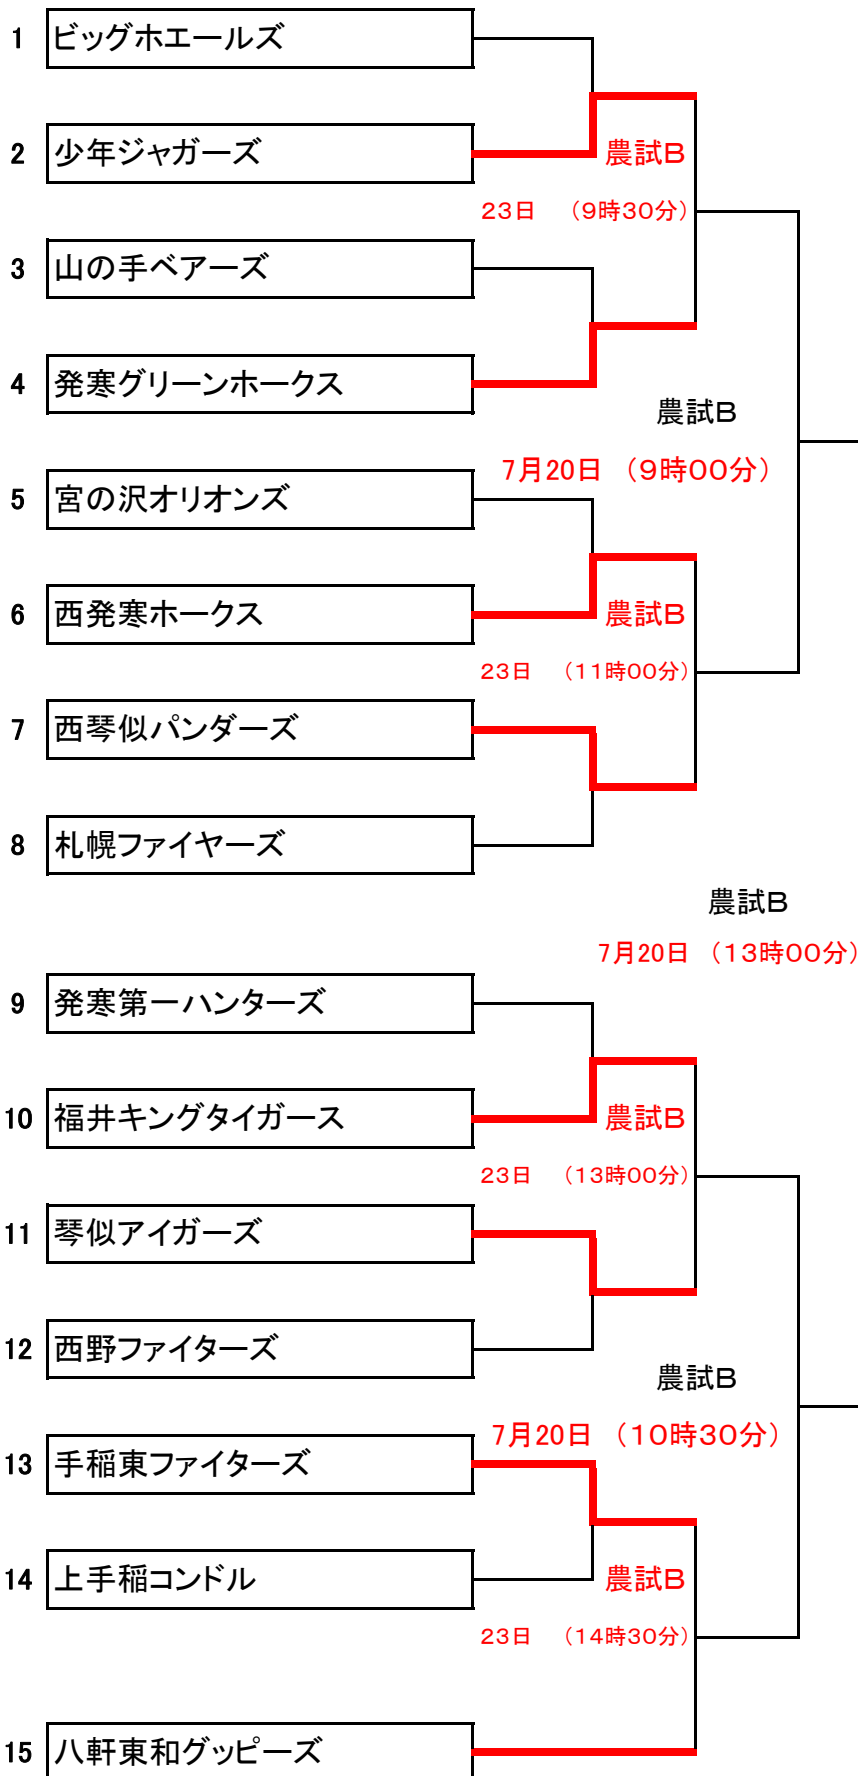 1 ビッグホエールズ
2 少年ジャガーズ
農試B
23日 （9時30分）
3 山の手ベアーズ
4 発寒グリーンホークス
農試B
7月20日 （9時00分）
5 宮の沢オリオンズ
6 西発寒ホークス
農試B
23日 （11時00分）
7 西琴似パンダーズ
8 札幌ファイヤーズ
農試B
7月20日 （13時00分）
9 発寒第一ハンターズ
10 福井キングタイガース
農試B
23日 （13時00分）
11 琴似アイガーズ
12 西野ファイターズ
農試B
7月20日 （10時30分）
13 手稲東ファイターズ
14 上手稲コンドル
農試B
23日 （14時30分）
15 八軒東和グッピーズ